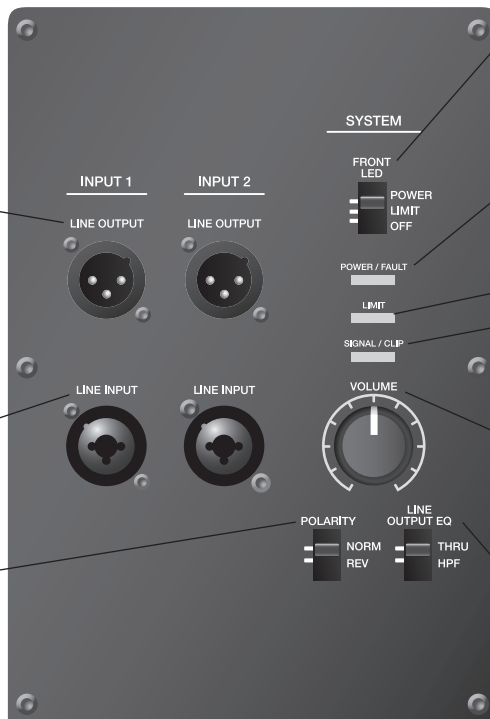 SYSTEM
FRONT
LED
POWER
LIMIT
OFF
INPUT 1
INPUT 2
LINE OUTPUT
LINE OUTPUT
POWER / FAULT
LIMIT
SIGNAL / CLIP
LINE INPUT
LINE INPUT
VOLUME
POLARITY
NORM
REV
LINE
OUTPUT EQ
THRU
HPF